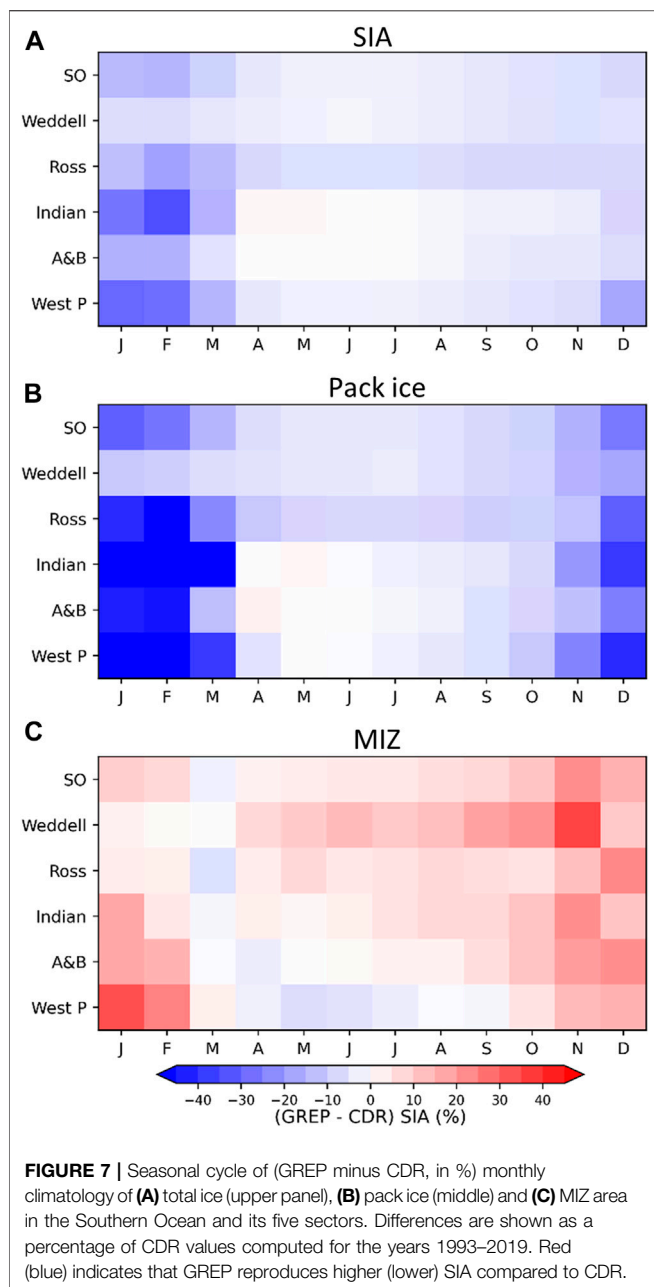 A
SIA
SO
Weddell
Ross
Indian
A&B
West P
J F M A M J J A S O N D
B
Pack ice
SO
Weddell
Ross
Indian
A&B
West P
J F M A M J J A S O N D
C
MIZ
SO
Weddell
Ross
Indian
A&B
West P
J F M A M J J A S O N D
−40 −30 −20 −10 0 10 20 30 40
(GREP - CDR) SIA (%)
FIGURE 7 | Seasonal cycle of (GREP minus CDR, in %) monthly
climatology of (A) total ice (upper panel), (B) pack ice (middle) and (C) MIZ area
in the Southern Ocean and its five sectors. Differences are shown as a
percentage of CDR values computed for the years 1993–2019. Red
(blue) indicates that GREP reproduces higher (lower) SIA compared to CDR.